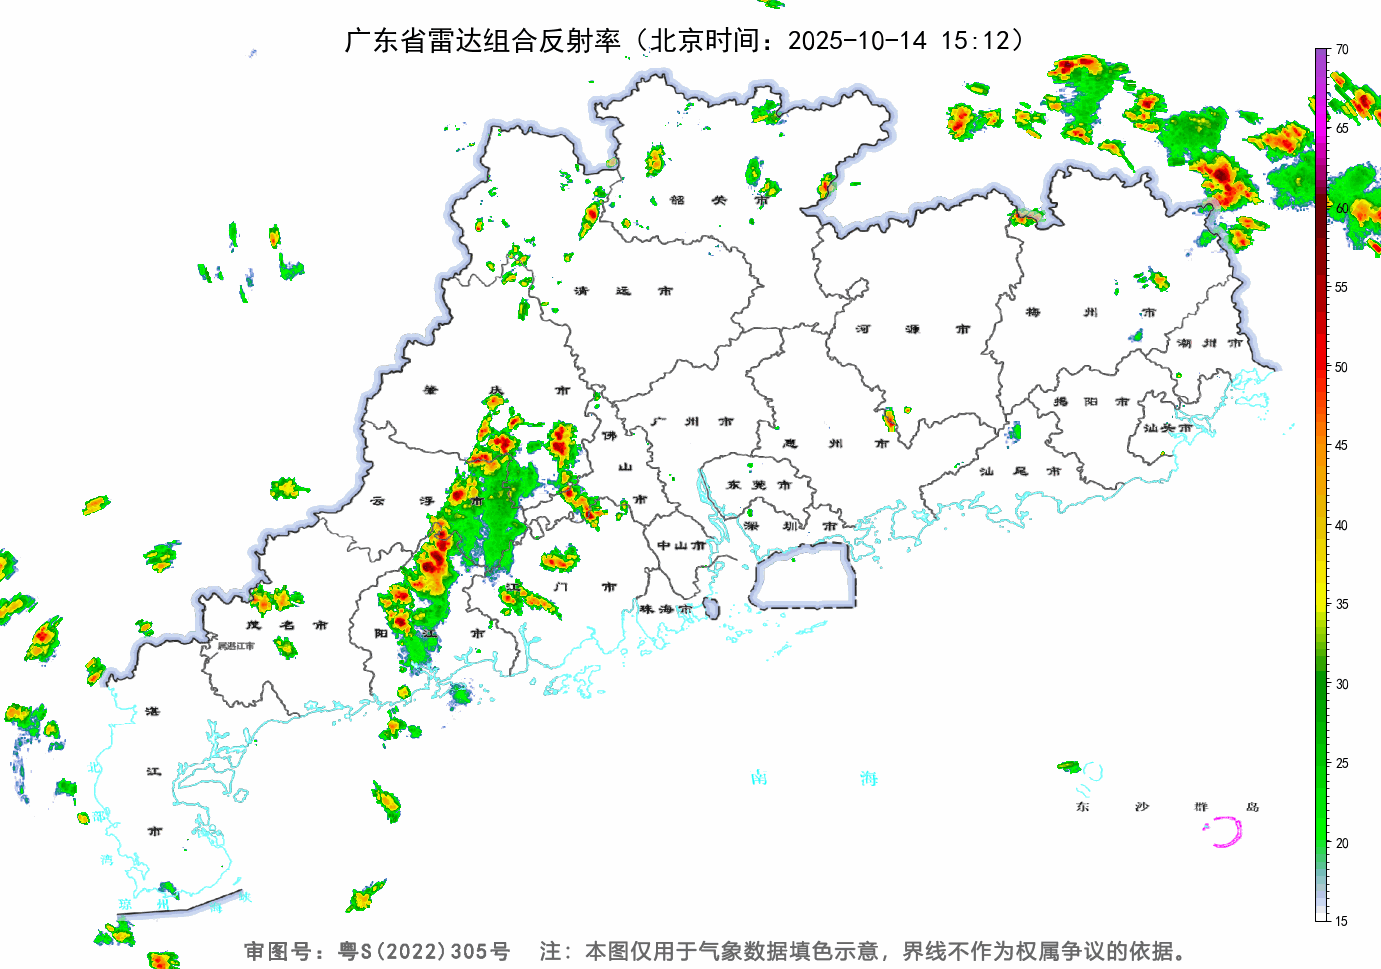 广东省雷达组合反射率（北京时间：2025-10-14 15:12）
70
65
60
55
50
45
40
35
30
25
20
15
韶 关 市
清 远 市
河 源 市
梅 州 市
潮 州 市
肇 庆 市
揭 阳 市
广 州 市
佛 山 市
惠 州 市
汕头市
汕 尾 市
云 浮 市
东 莞 市
深 圳 市
中山市
江 门 市
珠海市
茂 名 市
阳 江 市
属湛江市
湛 江 市
北 部 湾
南 海
东 沙 群 岛
琼 州 海 峡
审图号：粤S(2022)305号 注：本图仅用于气象数据填色示意，界线不作为权属争议的依据。